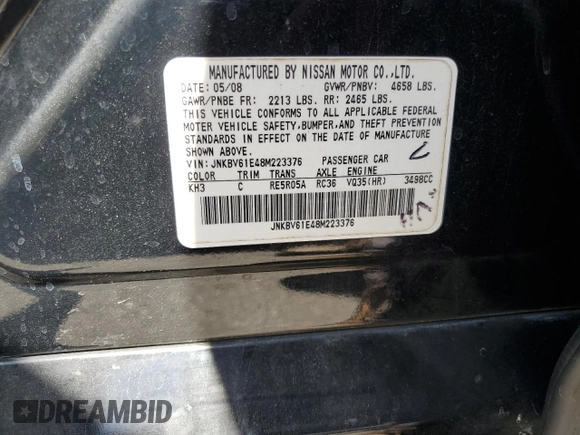 MANUFACTURED BY NISSAN MOTOR CO.,LTD.
DATE: 05/08 GVWR/PNBV: 4658 LBS.
GAWR/PNBE FR: 2213 LBS. RR: 2465 LBS.
THIS VEHICLE CONFORMS TO ALL APPLICABLE FEDERAL
MOTER VEHICLE SAFETY,BUMPER,AND THEFT PREVENTION
STANDARDS IN EFFECT ON THE DATE OF MANUFACTURE
SHOWN ABOVE.
VIN: JNKBV61E48M223376 PASSENGER CAR
COLOR TRIM TRANS AXLE ENGINE
KH3 C RE5R05A RC36 VQ35(HR) 3498CC
JNKBV61E48M223376
DREAMBID